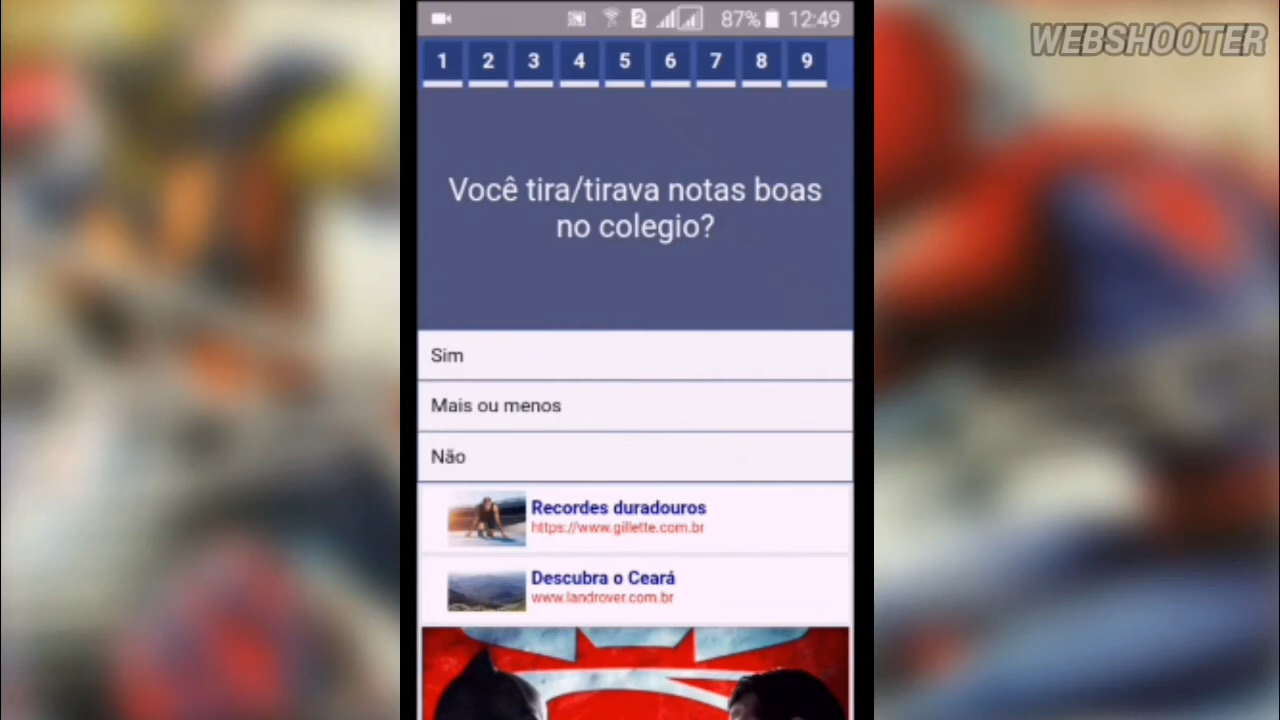 87% 12:49
WEBSHOOTER
1 2 3 4 5 6 7 8 9
Você tira/tirava notas boas
no colegio?
Sim
Mais ou menos
Não
Recordes duradouros
https://www.gillette.com.br
Descubra o Ceará
www.landrover.com.br